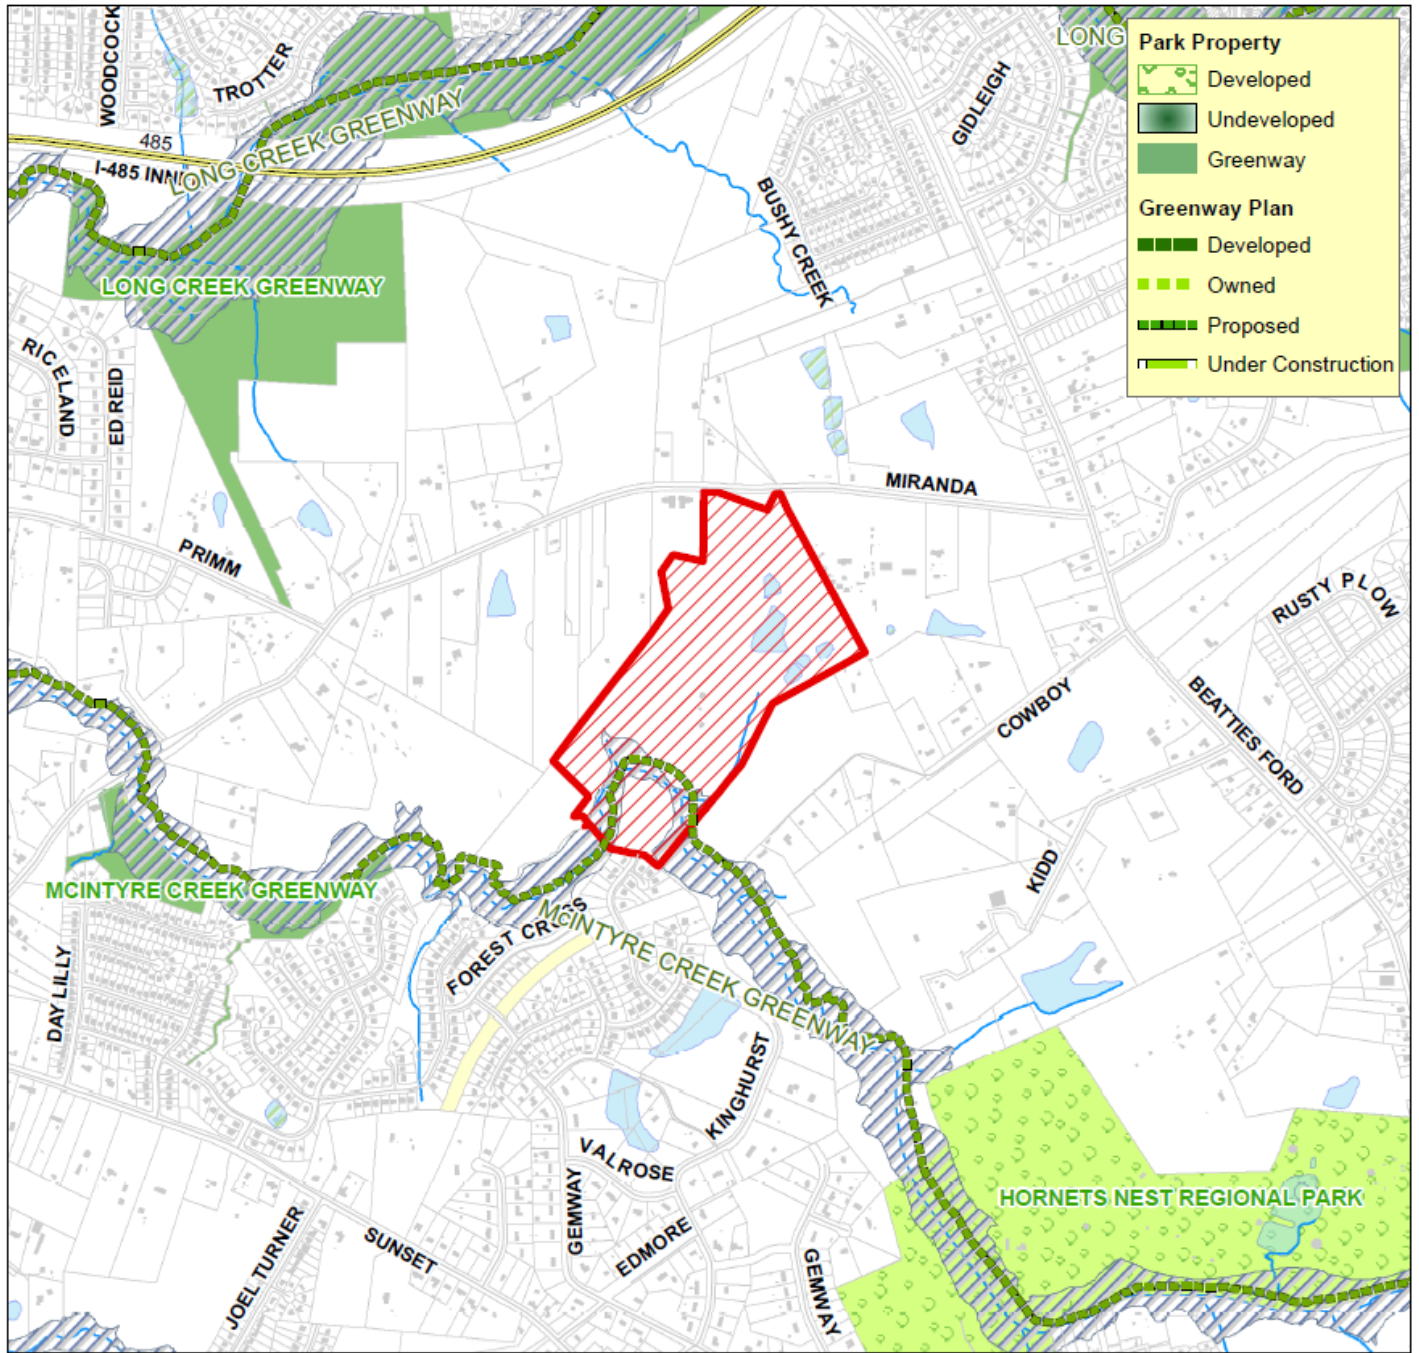 WOODCOCK
TROTTER
LONG
GIDLEIGH
485
I-485 INN
LONG CREEK GREENWAY
BUSHY CREEK
LONG CREEK GREENWAY
RICELAND
ED REID
MIRANDA
PRIMM
RUSTY PLOW
COWBOY
BEATTIES FORD
KIDD
MCINTYRE CREEK GREENWAY
FOREST CROSS
McINTYRE CREEK GREENWAY
DAY LILLY
KINGHURST
VALROSE
GEMWAY
EDMORE
HORNETS NEST REGIONAL PARK
SUNSET
JOEL TURNER
GEMWAY
Park Property
Developed
Undeveloped
Greenway
Greenway Plan
Developed
Owned
Proposed
Under Construction